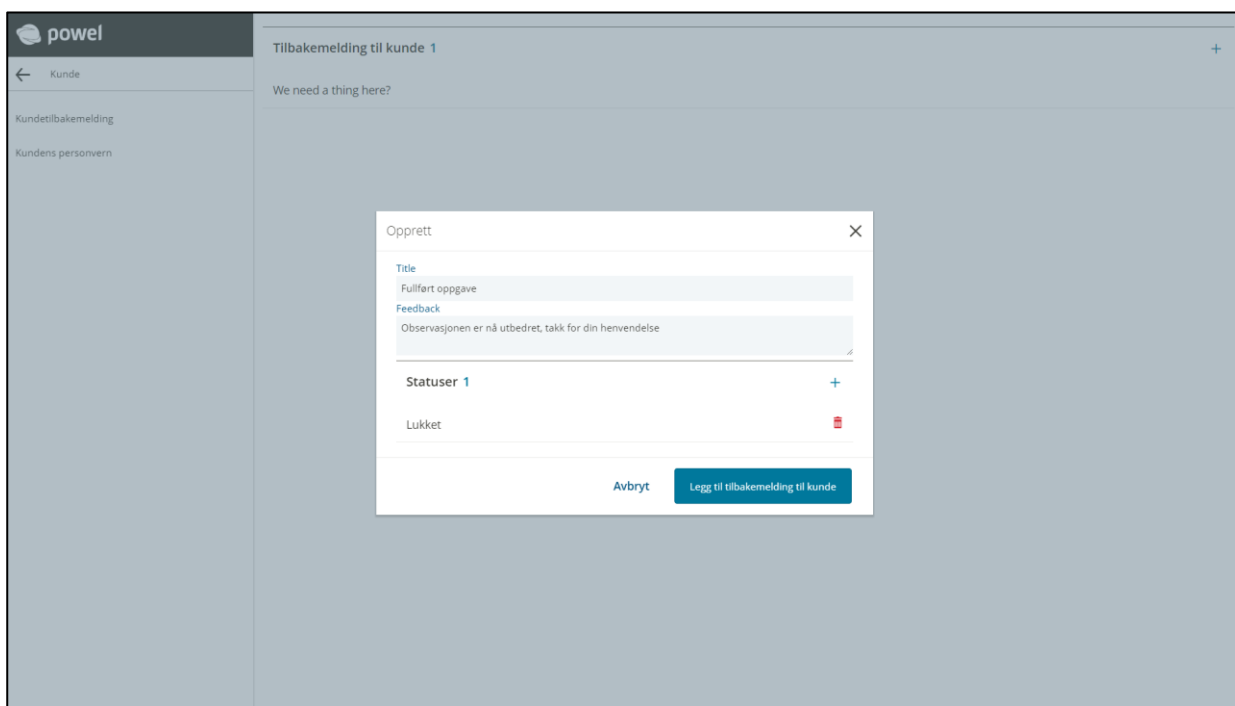 powel
Kunde
Kundetilbakemelding
Kundens personvern
Tilbakemelding til kunde 1
We need a thing here?
Opprett
Title
Fullført oppgave
Feedback
Observasjonen er nå utbedret, takk for din henvendelse
Statuser 1
Lukket
Avbryt
Legg til tilbakemelding til kunde